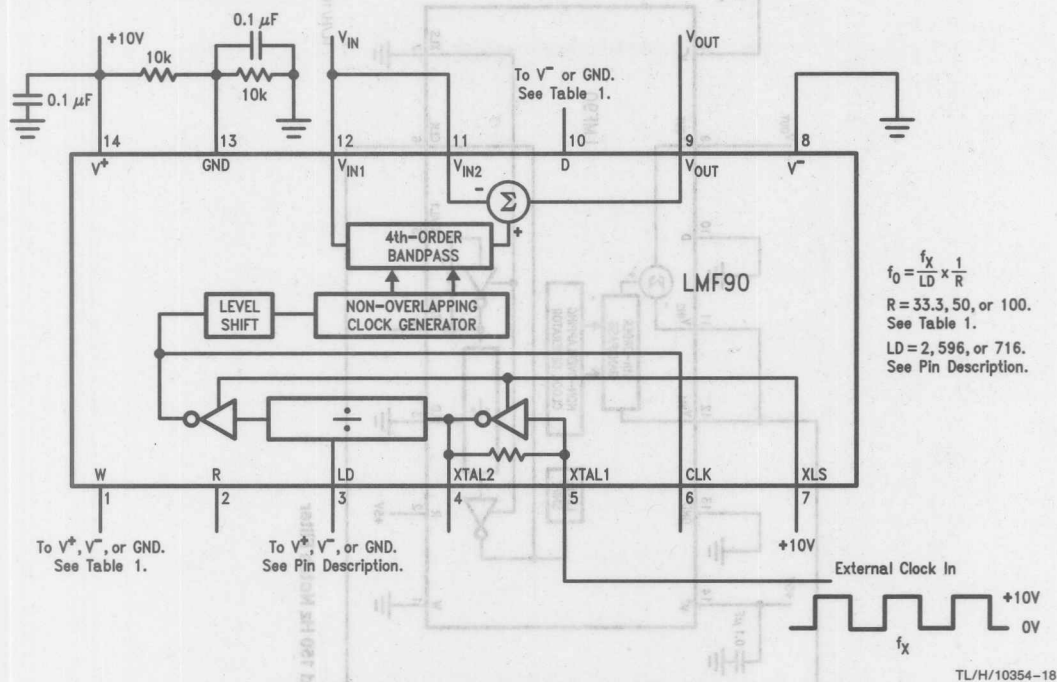 +10V
0.1 μF
V_IN
V_OUT
10k
10k
0.1 μF
To V⁻ or GND.
See Table 1.
14
13
12
11
10
9
8
V⁺
GND
V_IN1
V_IN2
D
V_OUT
V⁻
-
Σ
+
4th-ORDER
BANDPASS
LMF90
f_O = f_X/LD × 1/R
R = 33.3, 50, or 100.
See Table 1.
LD = 2, 596, or 716.
See Pin Description.
LEVEL
SHIFT
NON-OVERLAPPING
CLOCK GENERATOR
÷
W
R
LD
XTAL2
XTAL1
CLK
XLS
1
2
3
4
5
6
7
To V⁺, V⁻, or GND.
See Table 1.
To V⁺, V⁻, or GND.
See Pin Description.
+10V
External Clock In
+10V
0V
f_X
TL/H/10354-18